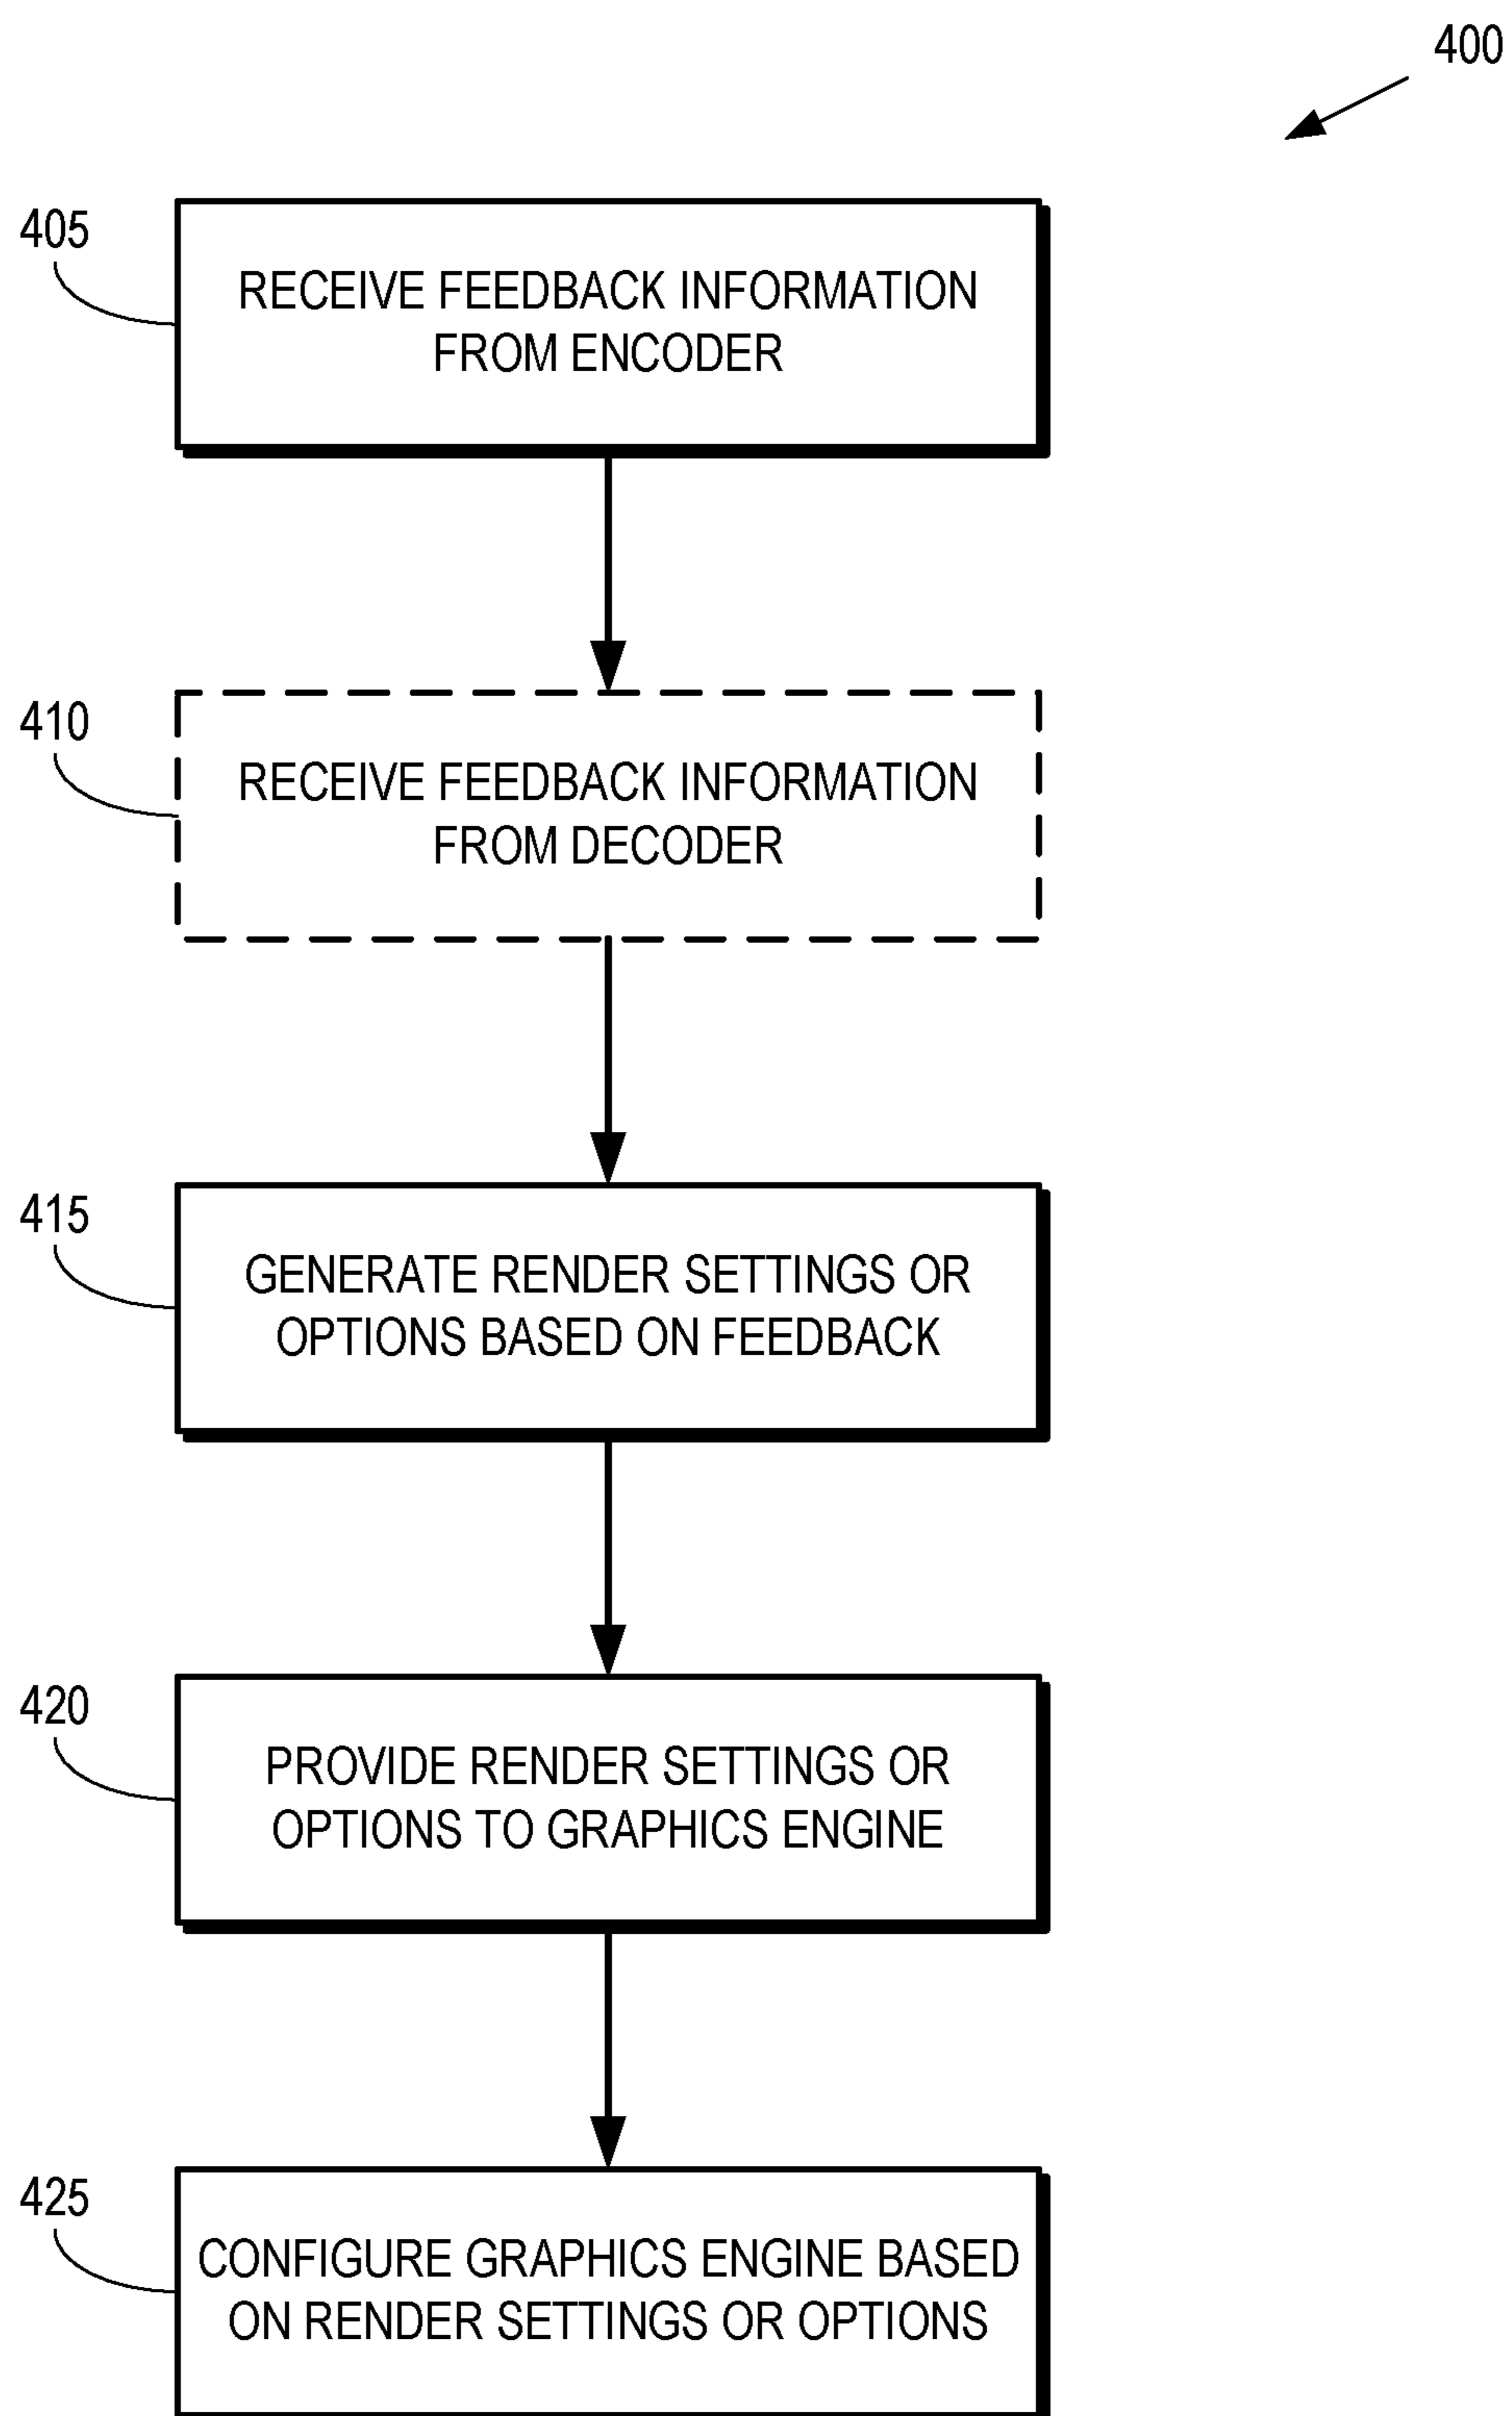 400
405
RECEIVE FEEDBACK INFORMATION
FROM ENCODER
410
RECEIVE FEEDBACK INFORMATION
FROM DECODER
415
GENERATE RENDER SETTINGS OR
OPTIONS BASED ON FEEDBACK
420
PROVIDE RENDER SETTINGS OR
OPTIONS TO GRAPHICS ENGINE
425
CONFIGURE GRAPHICS ENGINE BASED
ON RENDER SETTINGS OR OPTIONS